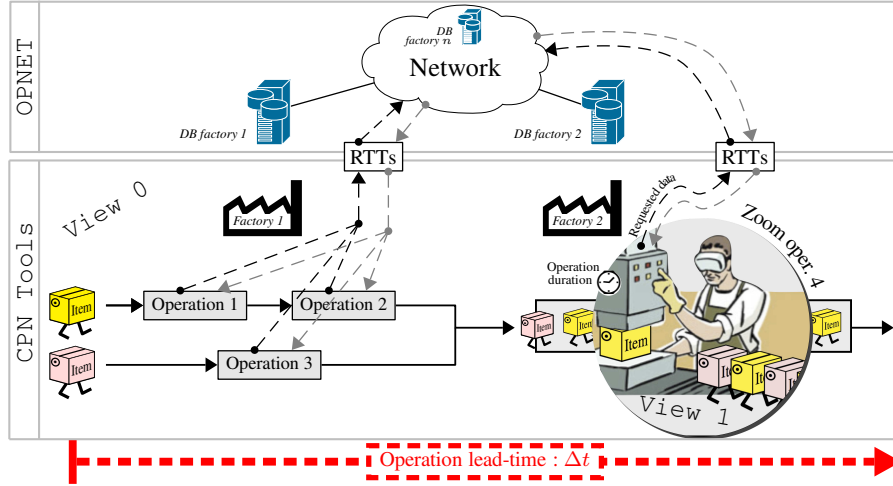 OPNET
DB
factory n
Network
DB factory 1
DB factory 2
RTTs
RTTs
CPN Tools
View 0
Factory 1
Factory 2
Requested data
Zoom oper. 4
Operation
duration
Item
Operation 1
Operation 2
Item
Item
Item
Item
Item
Operation 3
Item
Item
Item
View 1
Operation lead-time : Δt